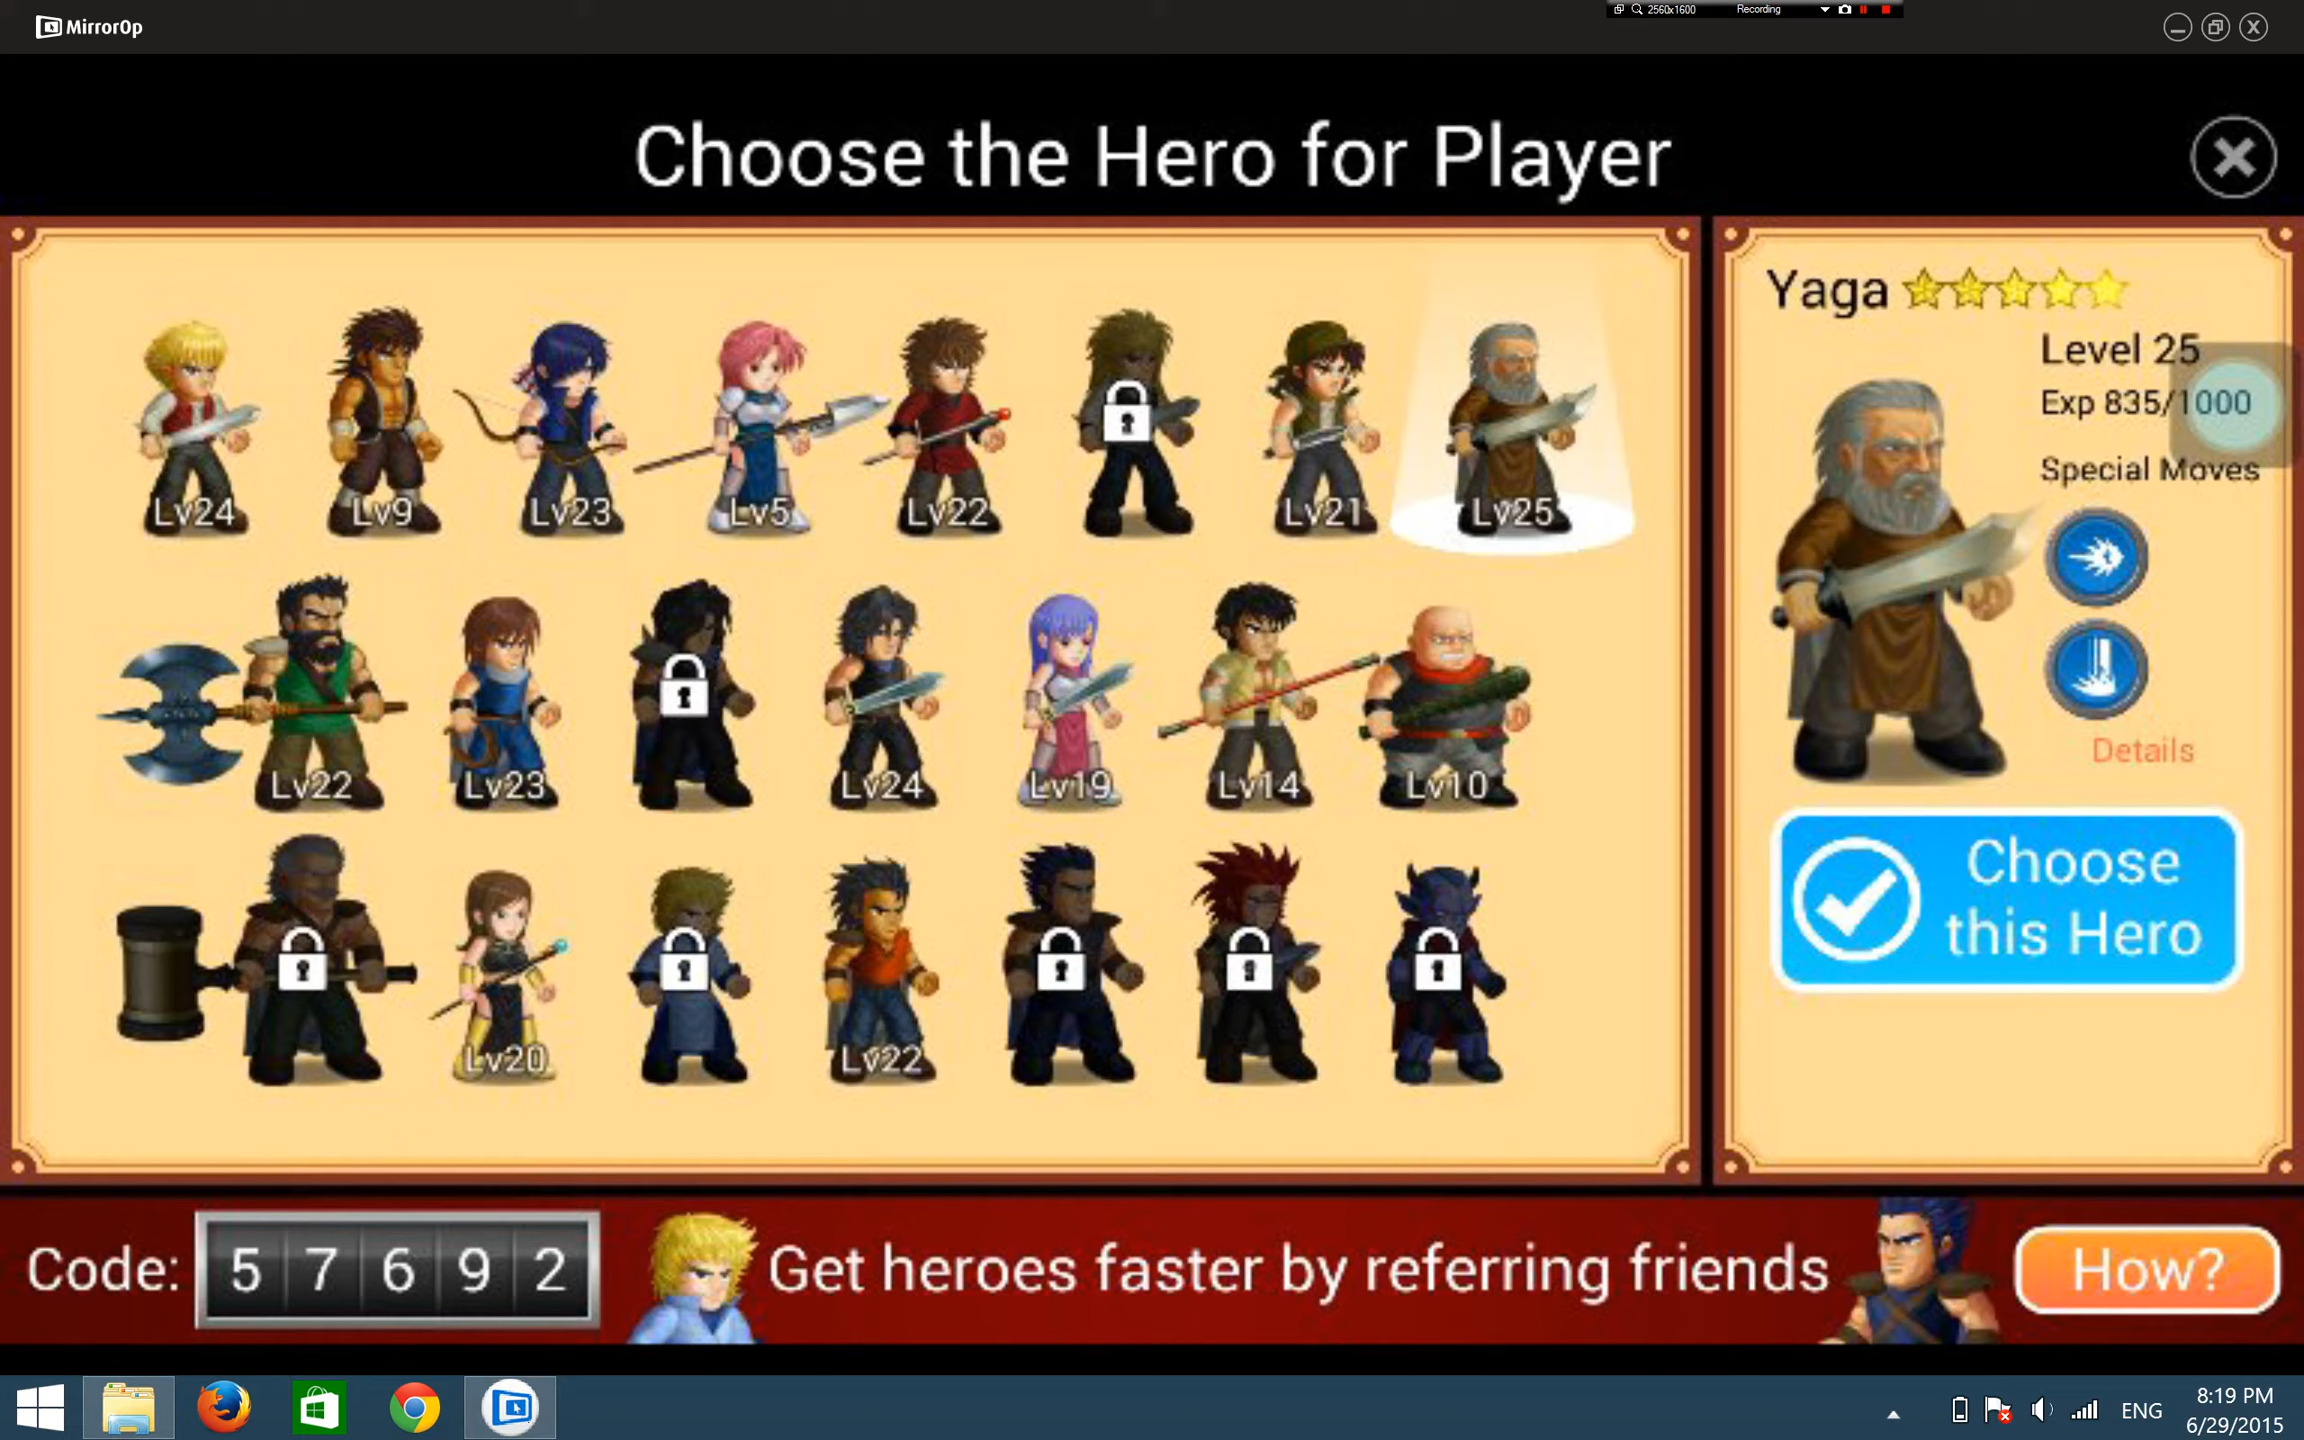 MirrorOp
2560x1600 Recording
Choose the Hero for Player
Lv24 Lv9 Lv23 Lv5 Lv22 Lv21 Lv25
Lv22 Lv23 Lv24 Lv19 Lv14 Lv10
Lv20 Lv22
Yaga
Level 25
Exp 835/1000
Special Moves
Details
Choose
this Hero
Code: 5 7 6 9 2
Get heroes faster by referring friends
How?
ENG
8:19 PM
6/29/2015